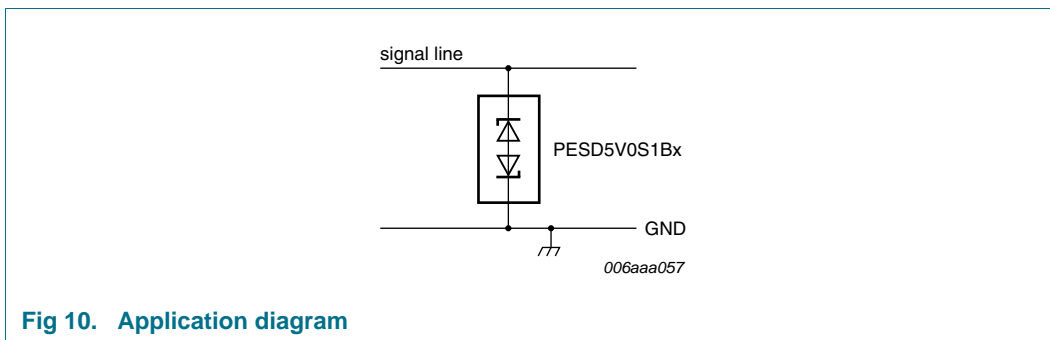 signal line
PESD5V0S1Bx
GND
006aaa057
Fig 10. Application diagram